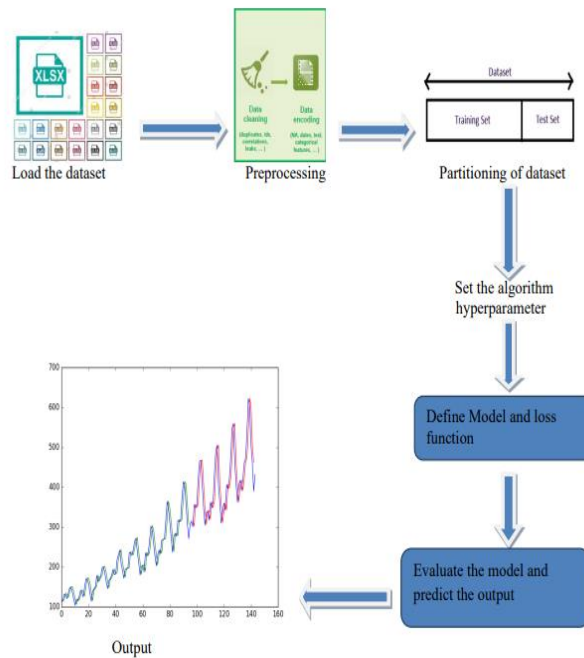 XLSX
Load the dataset
Data
cleaning
Data
encoding
Preprocessing
Dataset
Training Set
Test Set
Partitioning of dataset
Set the algorithm
hyperparameter
Define Model and loss
function
Evaluate the model and
predict the output
700
600
500
400
300
200
100
0
20
40
60
80
100
120
140
160
Output